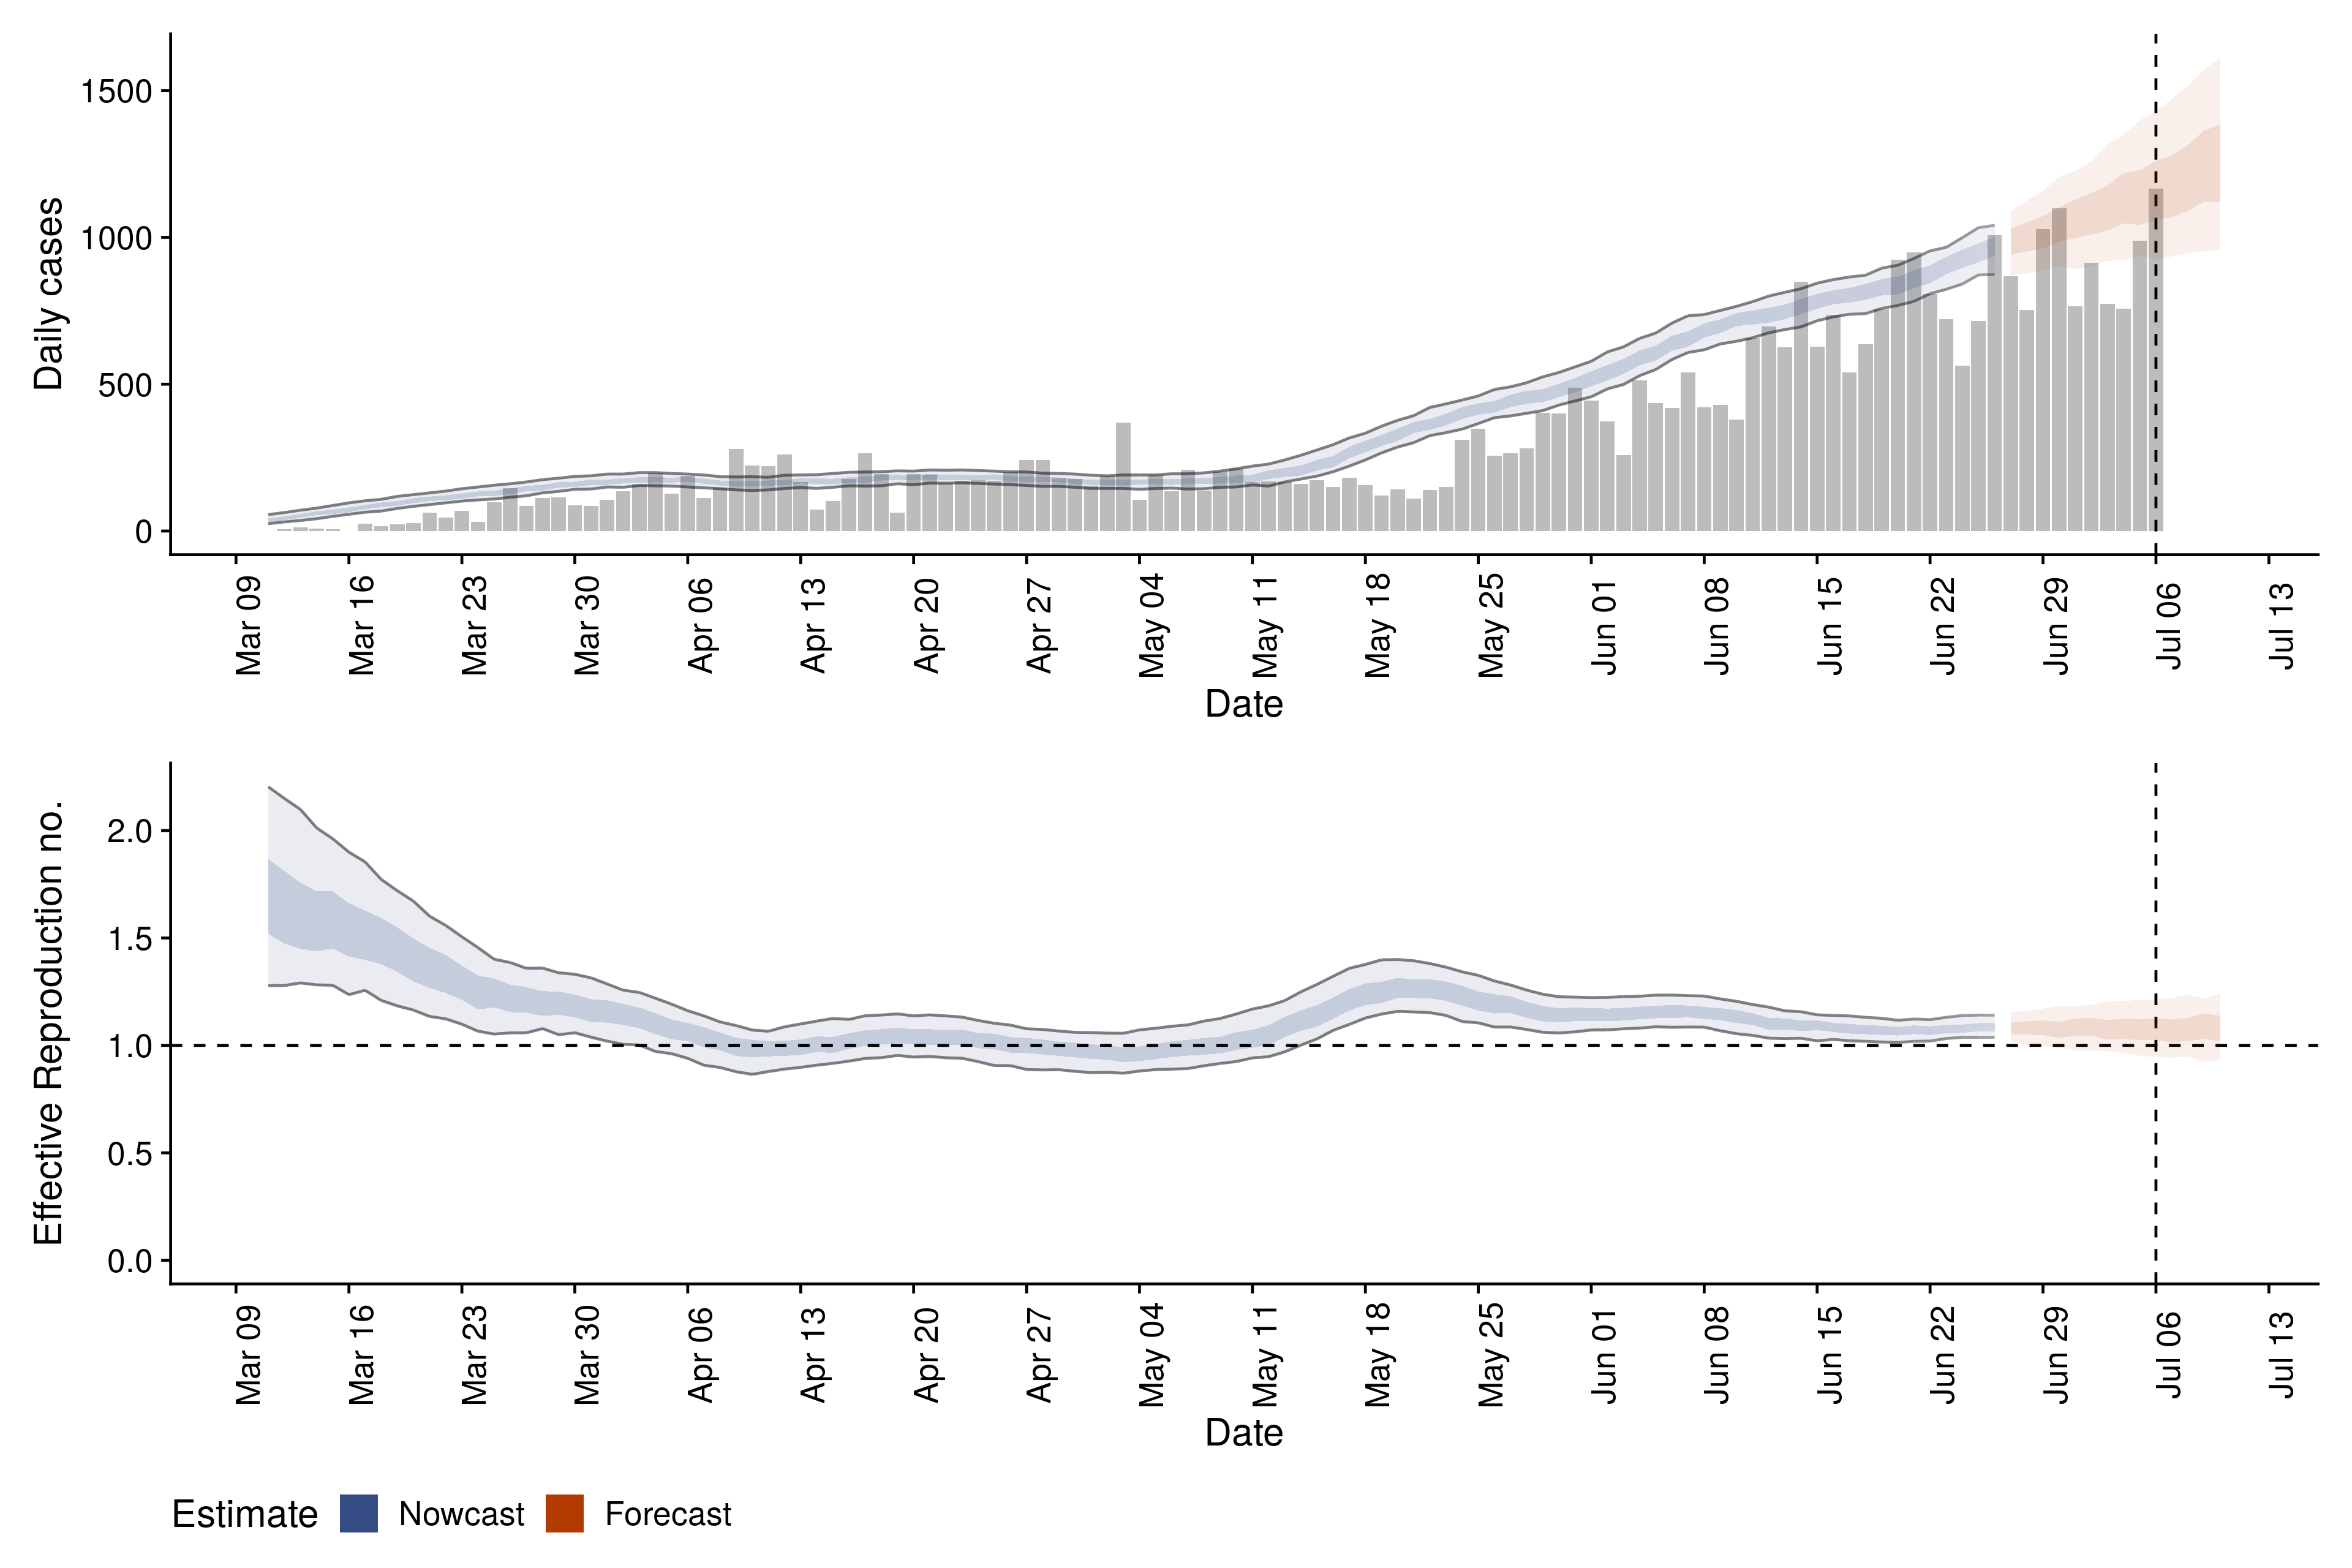 Daily cases
1500
1000
500
0
Mar 09
Mar 16
Mar 23
Mar 30
Apr 06
Apr 13
Apr 20
Apr 27
May 04
May 11
May 18
May 25
Jun 01
Jun 08
Jun 15
Jun 22
Jun 29
Jul 06
Jul 13
Date
Effective Reproduction no.
2.0
1.5
1.0
0.5
0.0
Mar 09
Mar 16
Mar 23
Mar 30
Apr 06
Apr 13
Apr 20
Apr 27
May 04
May 11
May 18
May 25
Jun 01
Jun 08
Jun 15
Jun 22
Jun 29
Jul 06
Jul 13
Date
Estimate Nowcast Forecast